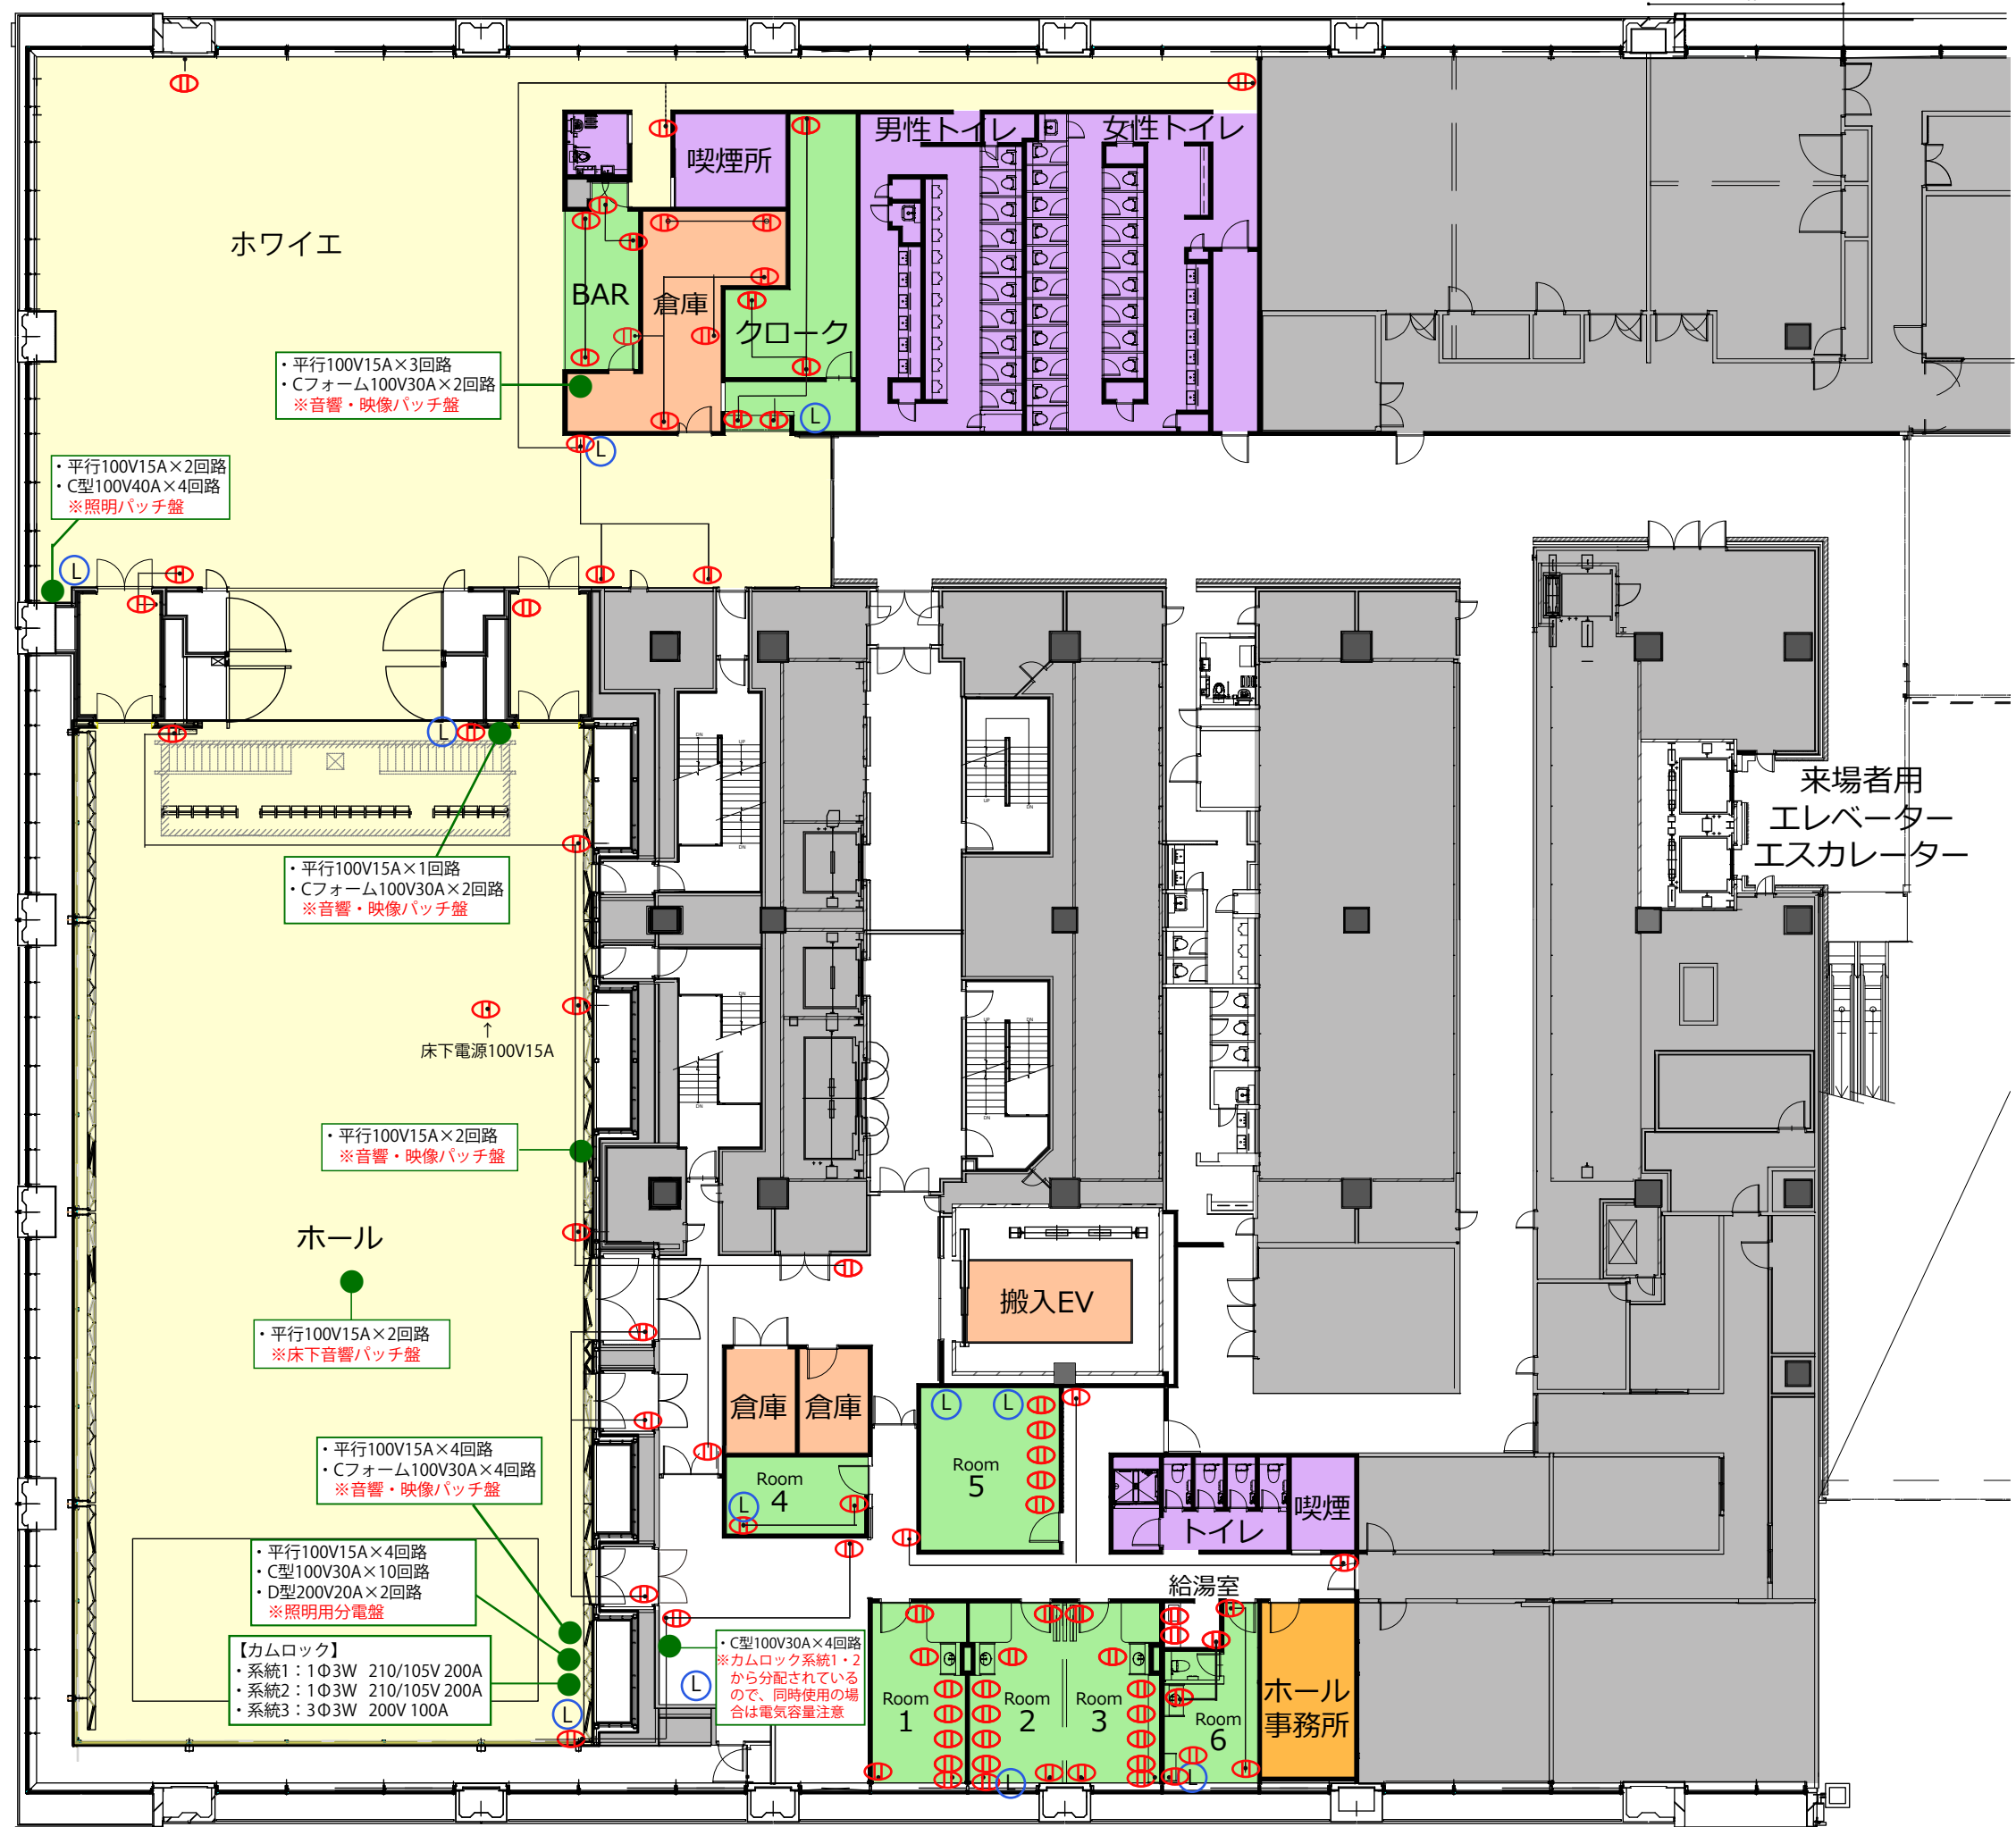 男性トイレ
女性トイレ
喫煙所
ホワイエ
BAR
倉庫
クローク
・平行100V15A×3回路
・Cフォーム100V30A×2回路
※音響・映像パッチ盤
L
L
・平行100V15A×2回路
・C型100V40A×4回路
※照明パッチ盤
L
L
来場者用
エレベーター
エスカレーター
・平行100V15A×1回路
・Cフォーム100V30A×2回路
※音響・映像パッチ盤
↑
床下電源100V15A
・平行100V15A×2回路
※音響・映像パッチ盤
ホール
・平行100V15A×2回路
※床下音響パッチ盤
搬入EV
倉庫
倉庫
L
L
Room
5
Room
4
L
トイレ
喫煙
・平行100V15A×4回路
・Cフォーム100V30A×4回路
※音響・映像パッチ盤
・平行100V15A×4回路
・C型100V30A×10回路
・D型200V20A×2回路
※照明用分電盤
給湯室
【カムロック】
・系統1：1Φ3W 210/105V 200A
・系統2：1Φ3W 210/105V 200A
・系統3：3Φ3W 200V 100A
L
・C型100V30A×4回路
※カムロック系統1・2
から分配されている
ので、同時使用の場
合は電気容量注意
L
Room
1
Room
2
Room
3
Room
6
ホール
事務所
L
L
UP
DN
DN
UP
DN
DN
UP
DN
DN
UP
DN
DN